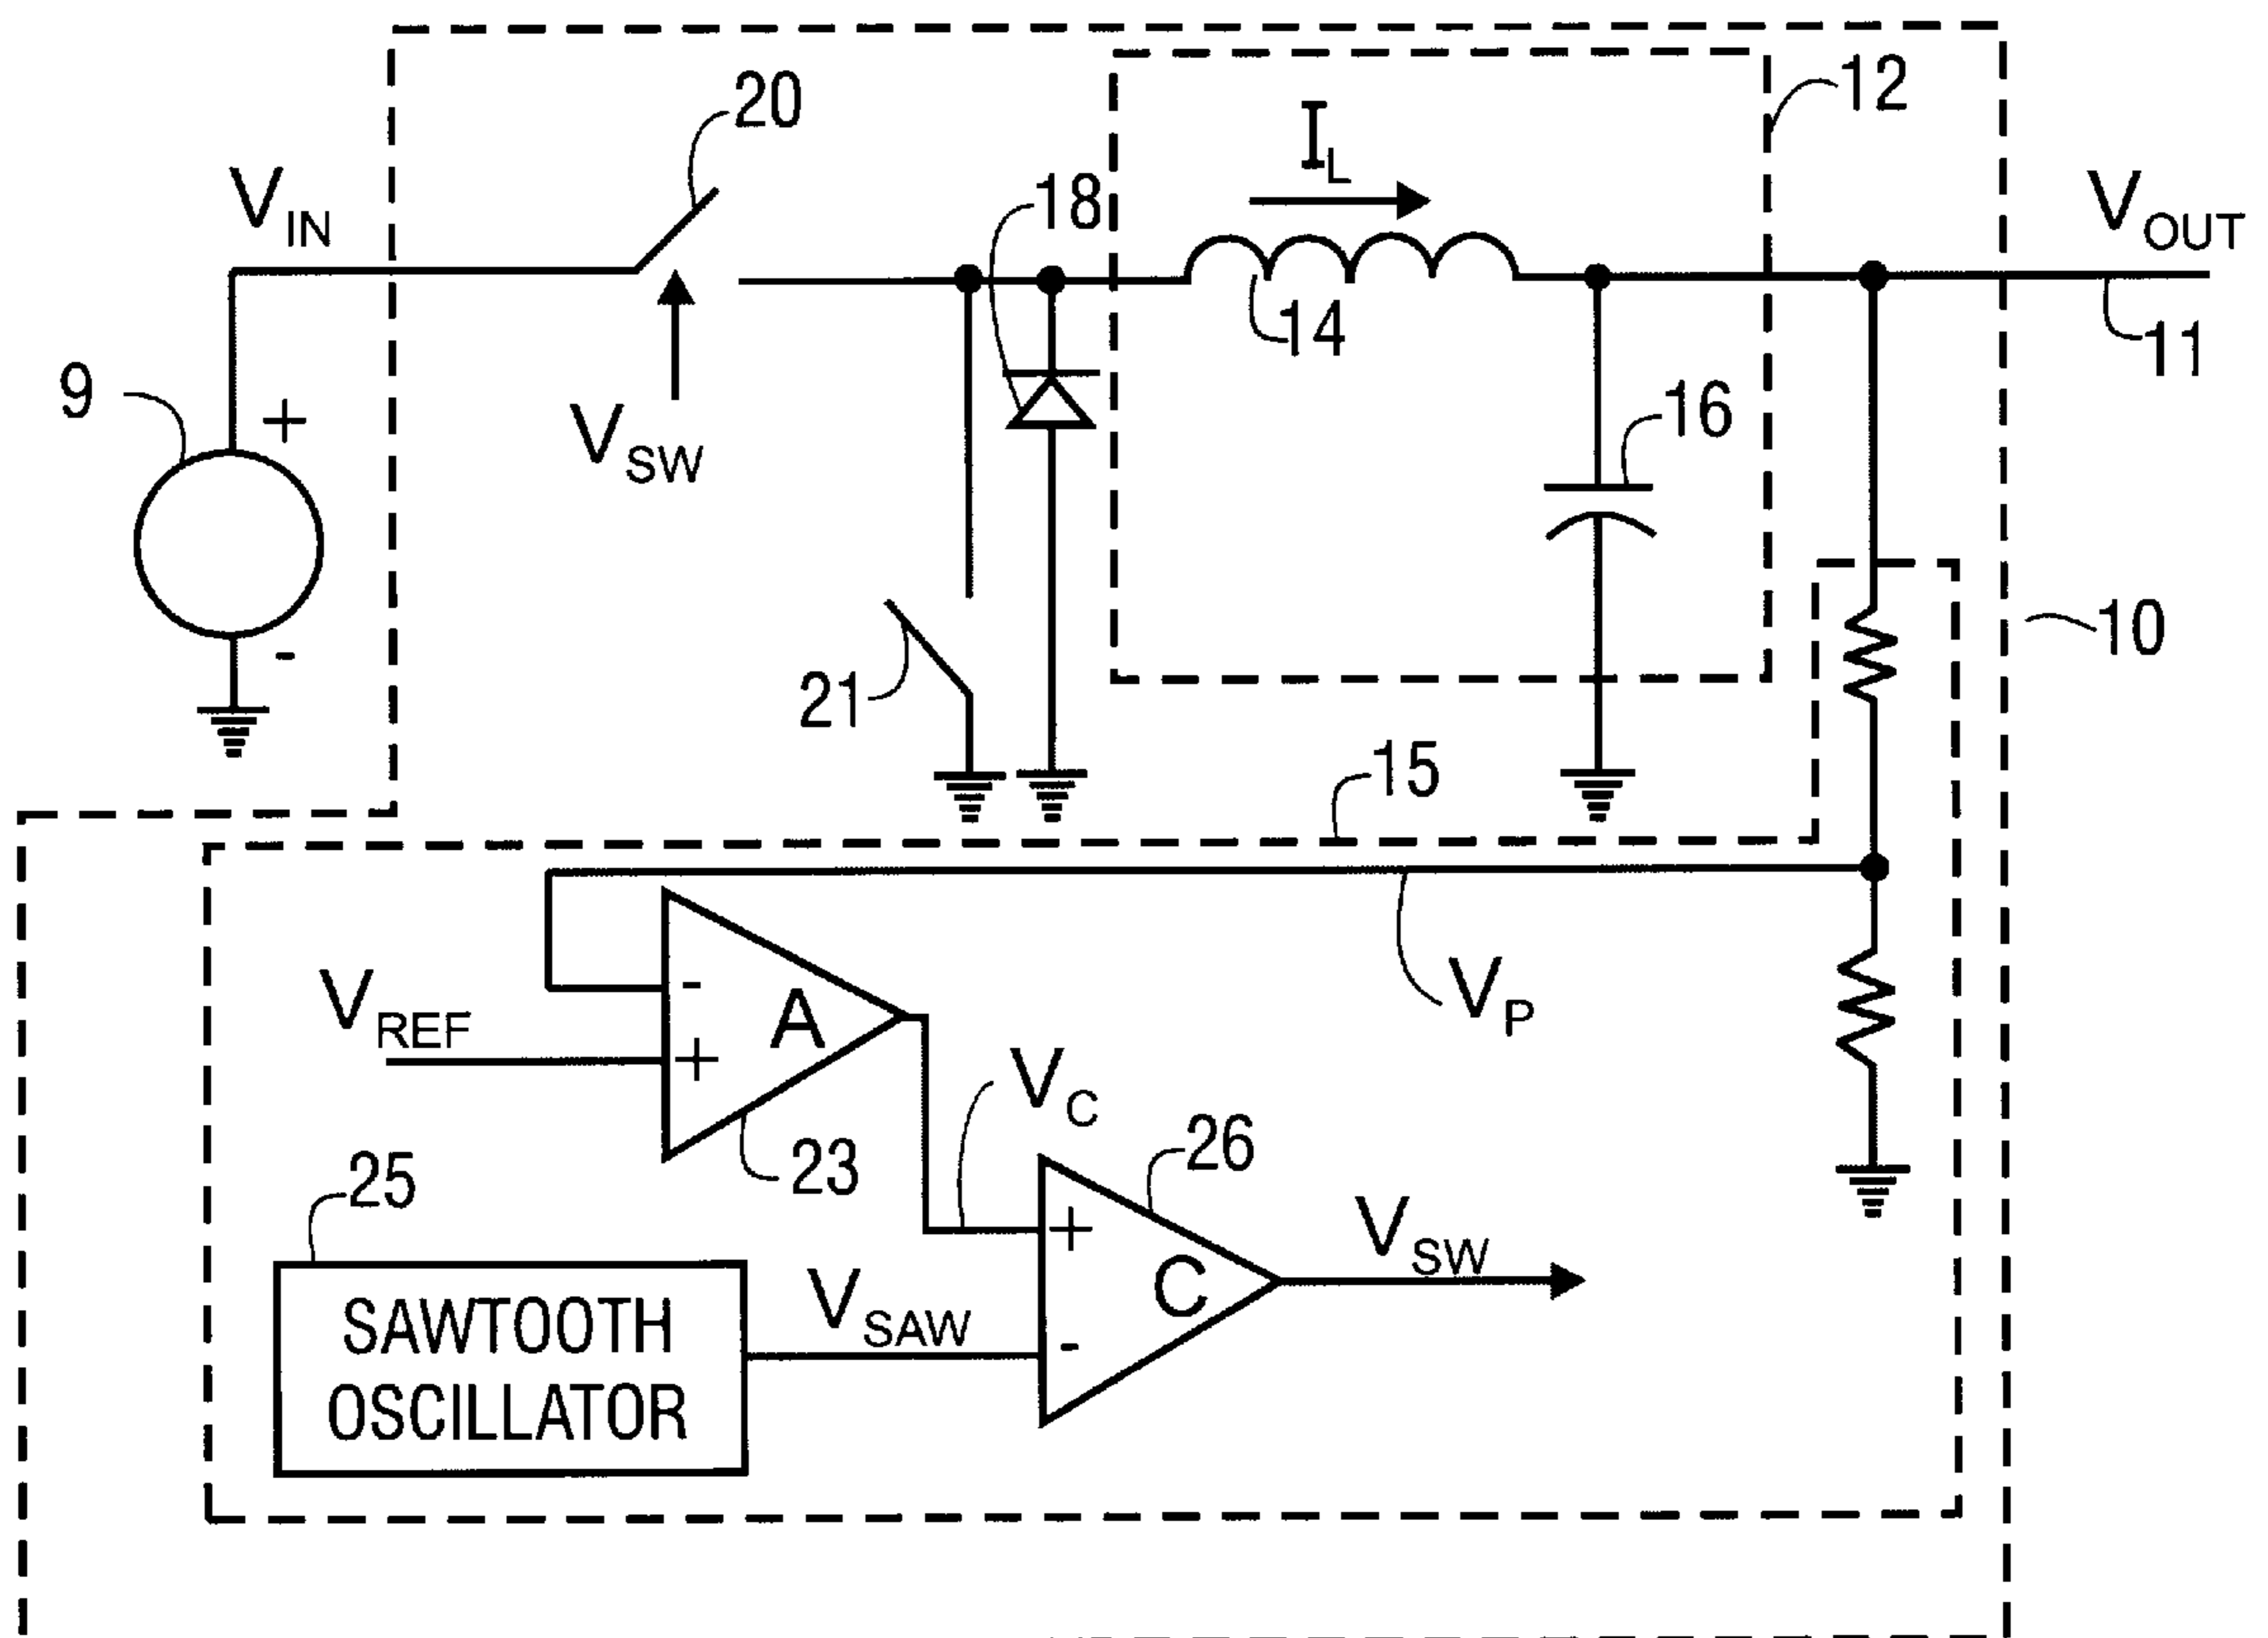 20
12
I_L
V_IN
18
V_OUT
14
11
9
+
V_SW
16
10
-
21
15
-
A
V_REF
+
V_P
V_C
23
26
25
+
V_SW
C
V_SAW
-
SAWTOOTH
OSCILLATOR